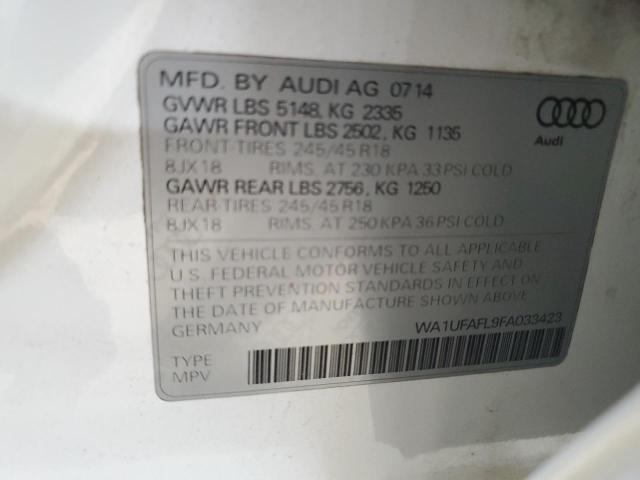 MFD. BY AUDI AG 0714
GVWR LBS 5148, KG 2335
GAWR FRONT LBS 2502, KG 1135
FRONT-TIRES 245/45 R18
8JX18 RIMS. AT 230 KPA 33 PSI COLD
GAWR REAR LBS 2756, KG 1250
REAR-TIRES 245/45 R18
8JX18 RIMS. AT 250 KPA 36 PSI COLD
Audi
THIS VEHICLE CONFORMS TO ALL APPLICABLE
U.S. FEDERAL MOTOR VEHICLE SAFETY AND
THEFT PREVENTION STANDARDS IN EFFECT ON
THE DATE OF MANUFACTURE SHOWN ABOVE.
GERMANY
WA1UFAFL9FA033423
TYPE
MPV